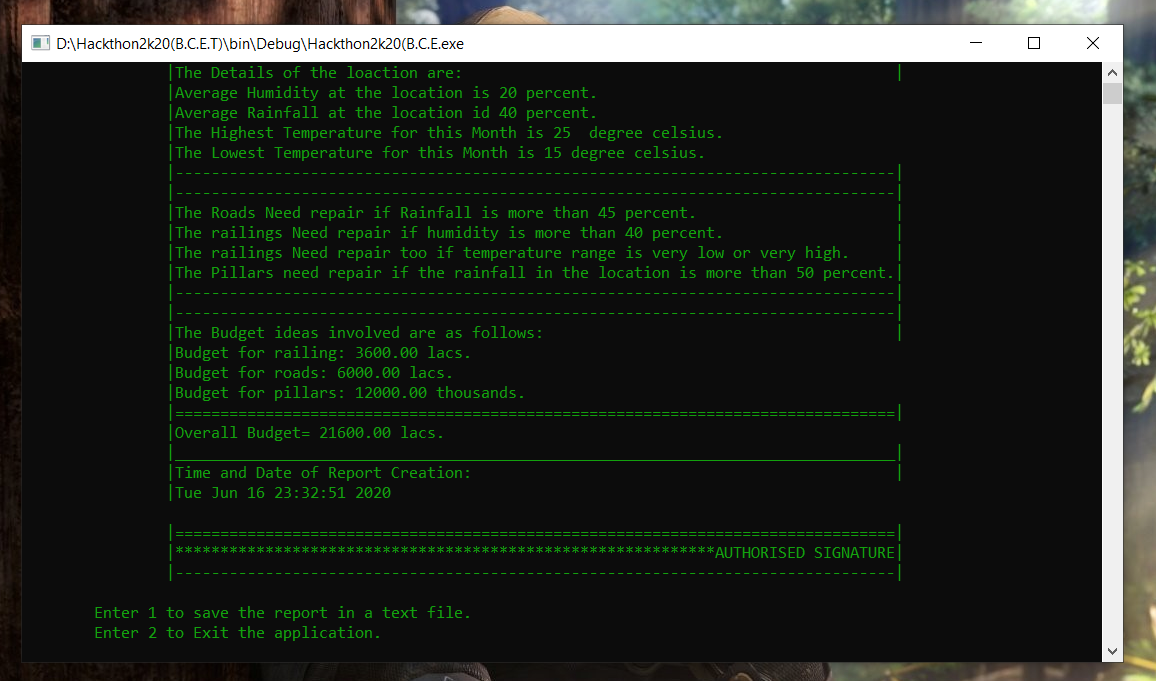 D:\Hackthon2k20(B.C.E.T)\bin\Debug\Hackthon2k20(B.C.E.exe
|The Details of the loaction are: |
|Average Humidity at the location is 20 percent.
|Average Rainfall at the location id 40 percent.
|The Highest Temperature for this Month is 25  degree celsius.
|The Lowest Temperature for this Month is 15 degree celsius.
|--------------------------------------------------------------------------------|
|--------------------------------------------------------------------------------|
|The Roads Need repair if Rainfall is more than 45 percent. |
|The railings Need repair if humidity is more than 40 percent. |
|The railings Need repair too if temperature range is very low or very high. |
|The Pillars need repair if the rainfall in the location is more than 50 percent.|
|--------------------------------------------------------------------------------|
|--------------------------------------------------------------------------------|
|The Budget ideas involved are as follows: |
|Budget for railing: 3600.00 lacs.
|Budget for roads: 6000.00 lacs.
|Budget for pillars: 12000.00 thousands.
|================================================================================|
|Overall Budget= 21600.00 lacs.
|________________________________________________________________________________|
|Time and Date of Report Creation: |
|Tue Jun 16 23:32:51 2020
|================================================================================|
|************************************************************AUTHORISED SIGNATURE|
|--------------------------------------------------------------------------------|
Enter 1 to save the report in a text file.
Enter 2 to Exit the application.